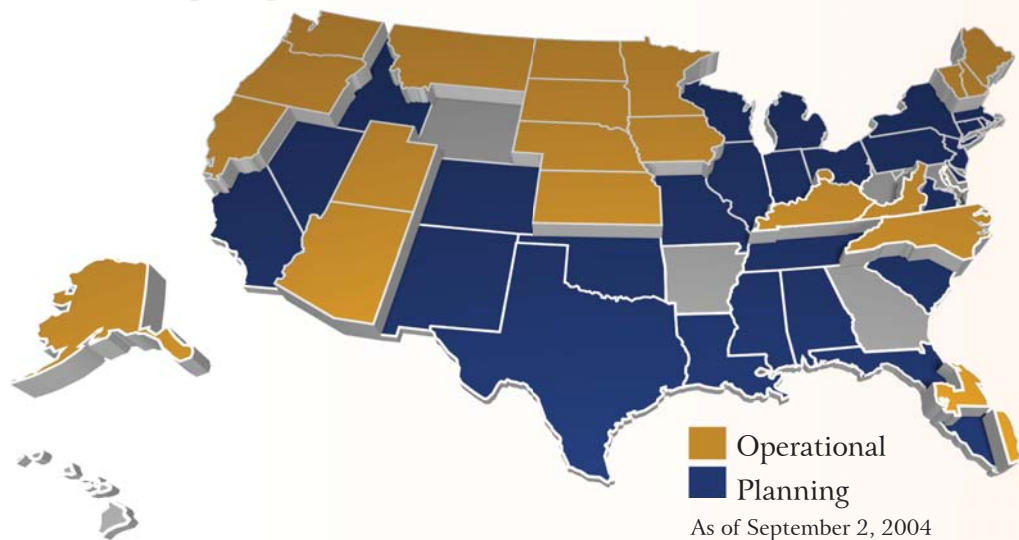 Operational
Planning
As of September 2, 2004